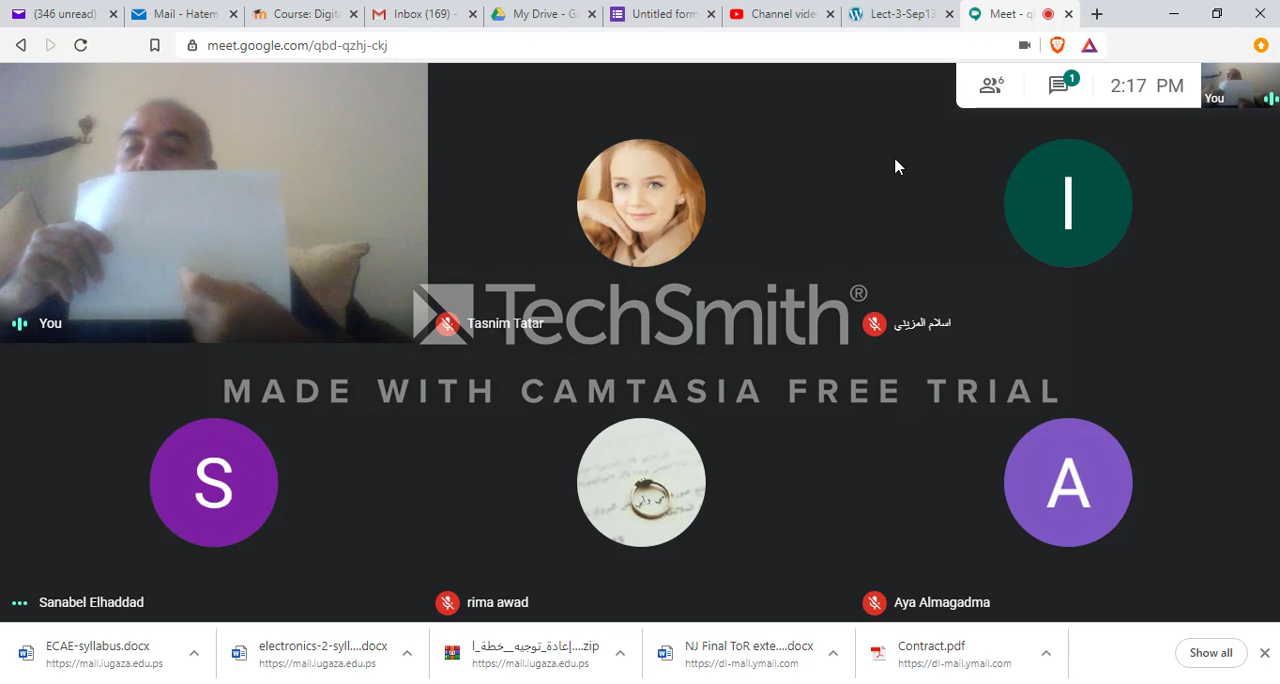 (346 unread)
Mail - Hatem
Course: Digit
Inbox (169) -
My Drive - Go
Untitled form
Channel vide
Lect-3-Sep13
Meet - q
meet.google.com/qbd-qzhj-ckj
6
1
2:17 PM
You
You
Tasnim Tatar
I
اسلام المزيني
TechSmith®
MADE WITH CAMTASIA FREE TRIAL
S
A
Sanabel Elhaddad
rima awad
Aya Almagadma
ECAE-syllabus.docx
https://mail.iugaza.edu.ps
electronics-2-syll....docx
https://mail.iugaza.edu.ps
إعادة_توجيه__خطة_ا....zip
https://mail.iugaza.edu.ps
NJ Final ToR exte....docx
https://dl-mail.ymail.com
Contract.pdf
https://dl-mail.ymail.com
Show all